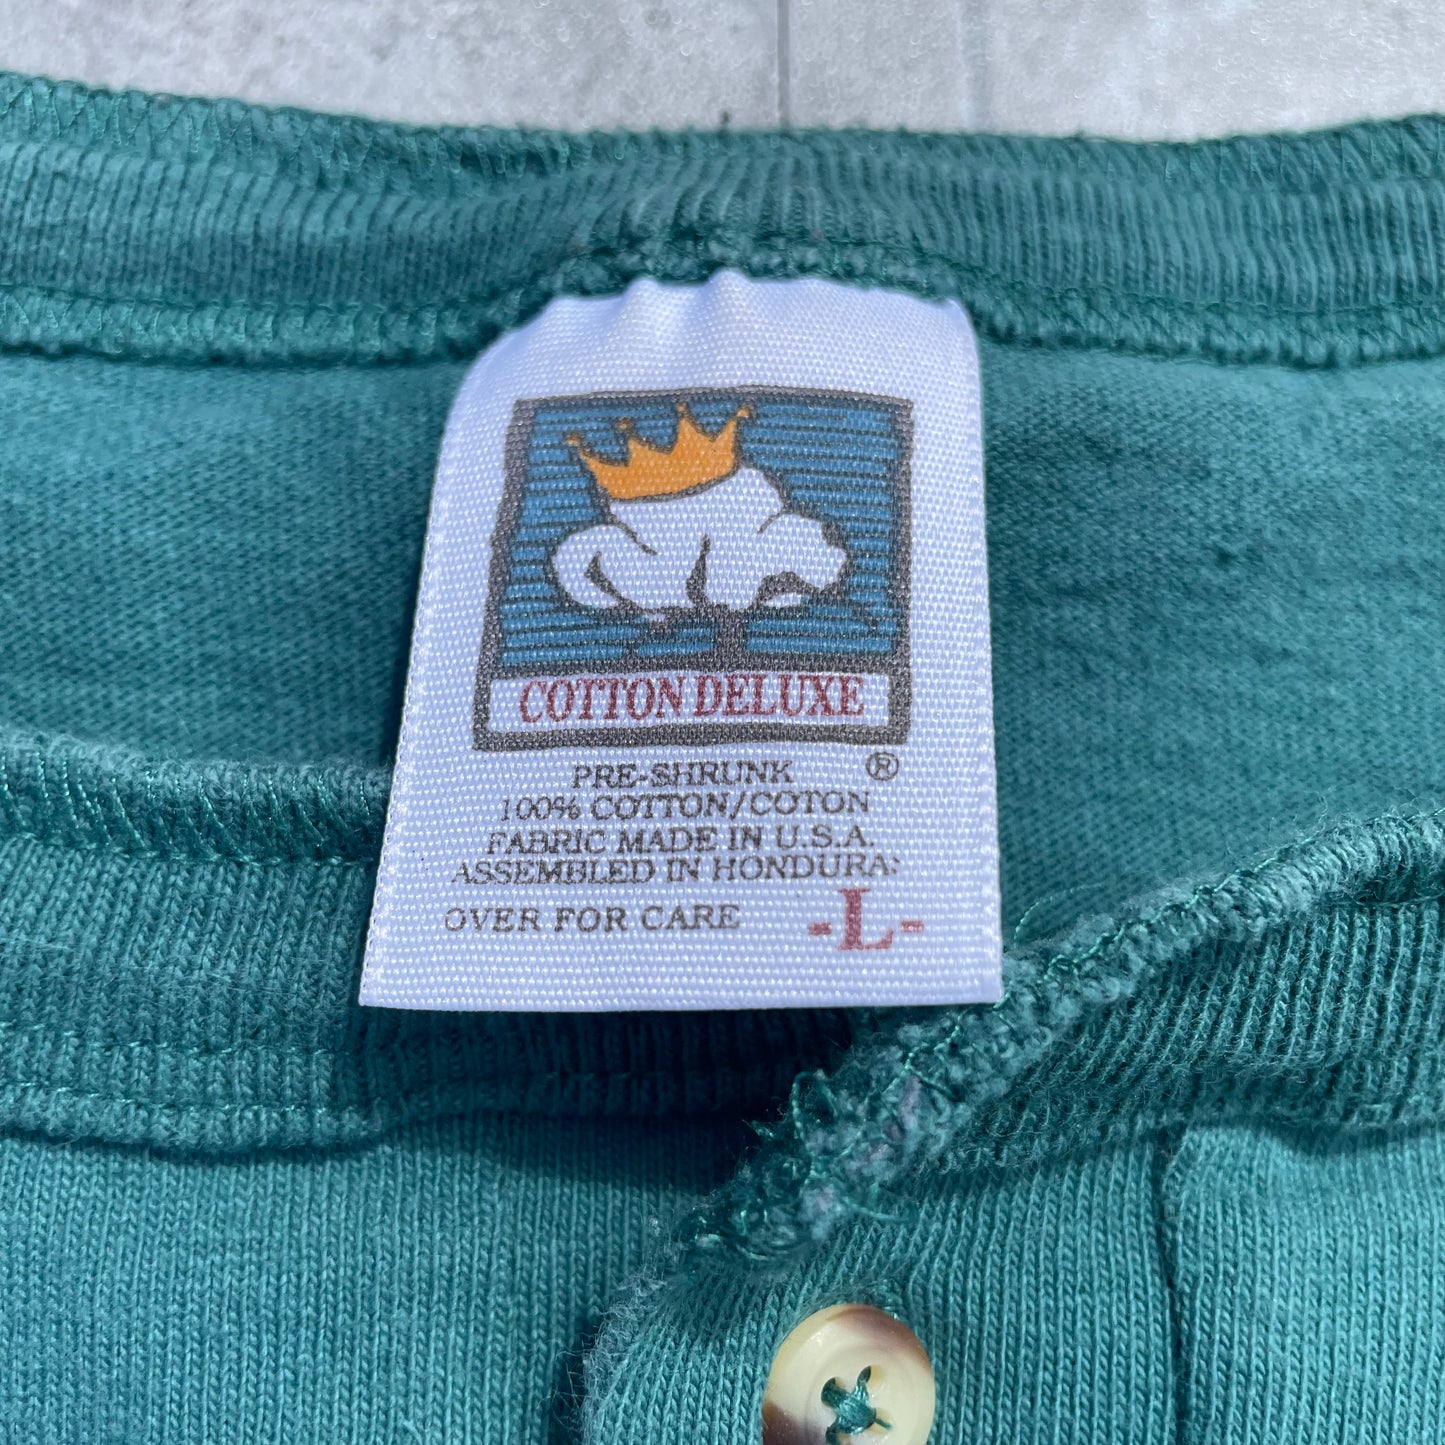 COTTON DELUXE
®
PRE-SHRUNK
100% COTTON/COTON
FABRIC MADE IN U.S.A.
ASSEMBLED IN HONDURAS
OVER FOR CARE
-L-